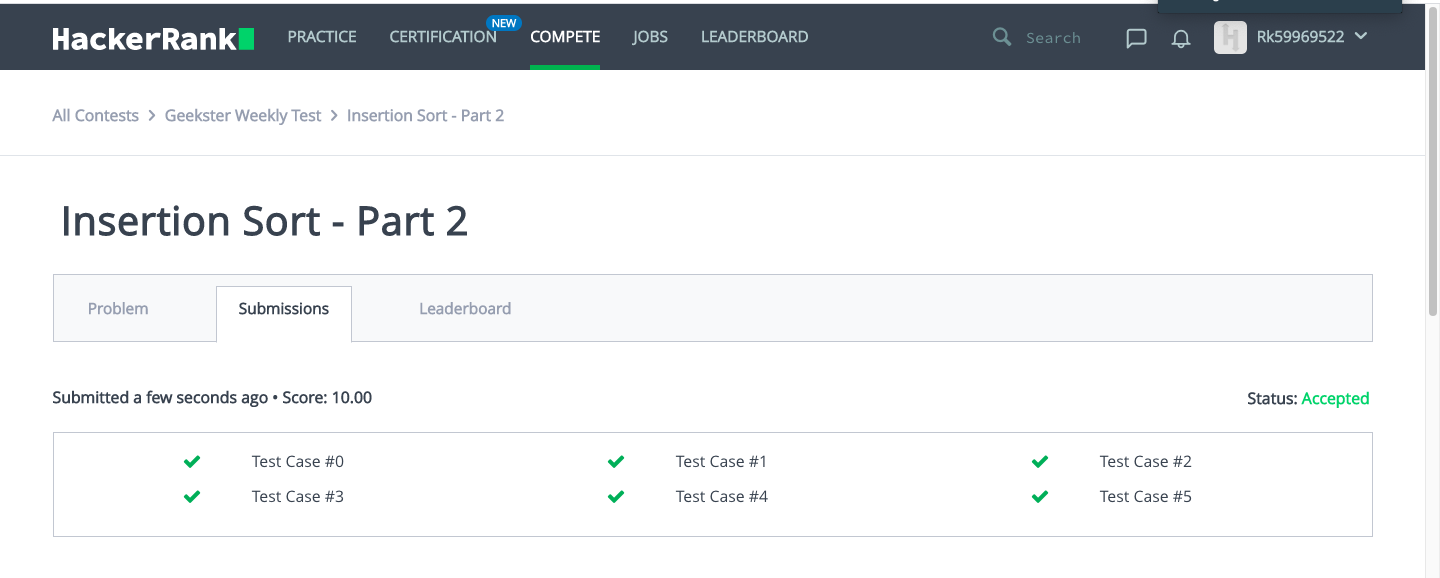 HackerRank PRACTICE CERTIFICATION NEW COMPETE JOBS LEADERBOARD Search Rk59969522
All Contests > Geekster Weekly Test > Insertion Sort - Part 2
Insertion Sort - Part 2
Problem Submissions Leaderboard
Submitted a few seconds ago • Score: 10.00 Status: Accepted
Test Case #0 Test Case #1 Test Case #2
Test Case #3 Test Case #4 Test Case #5